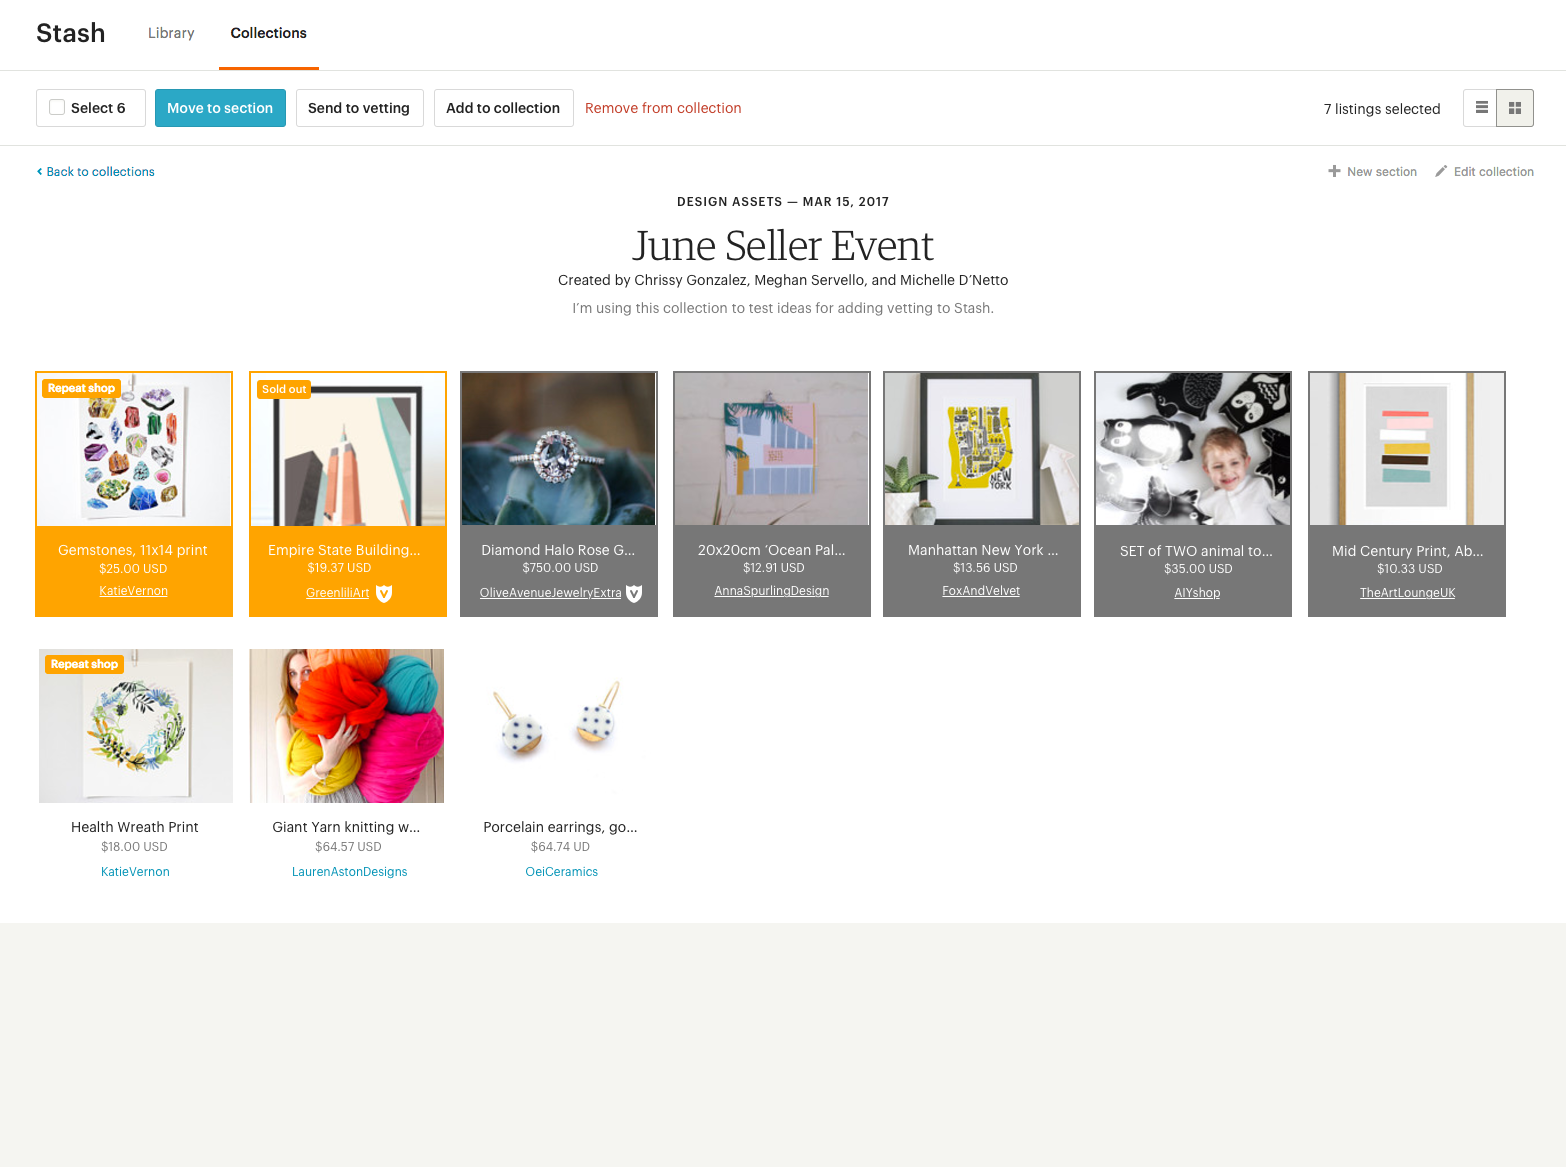 Stash Library Collections
Select 6 Move to section Send to vetting Add to collection Remove from collection 7 listings selected
Back to collections New section Edit collection
DESIGN ASSETS — MAR 15, 2017
June Seller Event
Created by Chrissy Gonzalez, Meghan Servello, and Michelle D’Netto
I’m using this collection to test ideas for adding vetting to Stash.
Repeat shop
Gemstones, 11x14 print
$25.00 USD
KatieVernon
Sold out
Empire State Building...
$19.37 USD
GreenliliArt
Diamond Halo Rose G...
$750.00 USD
OliveAvenueJewelryExtra
20x20cm ‘Ocean Pal...
$12.91 USD
AnnaSpurlingDesign
NEW
YORK
Manhattan New York ...
$13.56 USD
FoxAndVelvet
SET of TWO animal to...
$35.00 USD
AIYshop
Mid Century Print, Ab...
$10.33 USD
TheArtLoungeUK
Repeat shop
Health Wreath Print
$18.00 USD
KatieVernon
Giant Yarn knitting w...
$64.57 USD
LaurenAstonDesigns
Porcelain earrings, go...
$64.74 UD
OeiCeramics